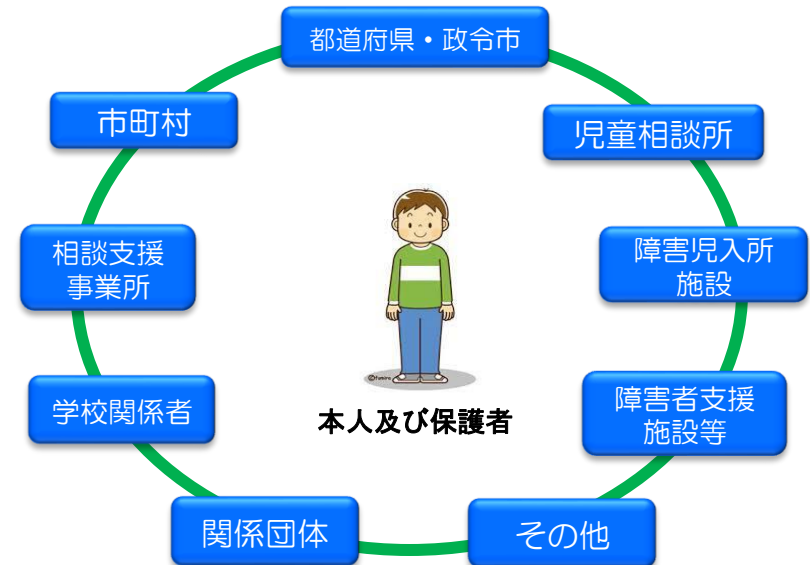 都道府県・政令市
市町村
児童相談所
相談支援
事業所
障害児入所
施設
学校関係者
本人及び保護者
障害者支援
施設等
関係団体
その他